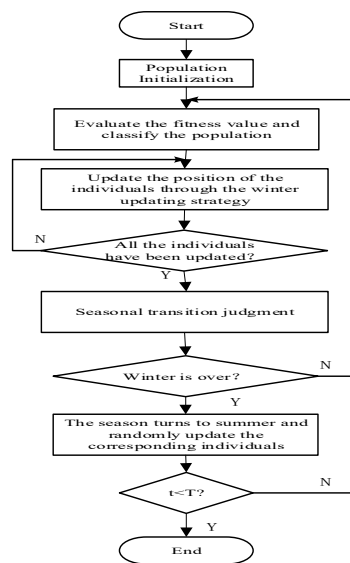 Start
Population
Initialization
Evaluate the fitness value and
classify the population
Update the position of the
individuals through the winter
updating strategy
N
All the individuals
have been updated?
Y
Seasonal transition judgment
N
Winter is over?
Y
The season turns to summer and
randomly update the
corresponding individuals
N
t<T?
Y
End